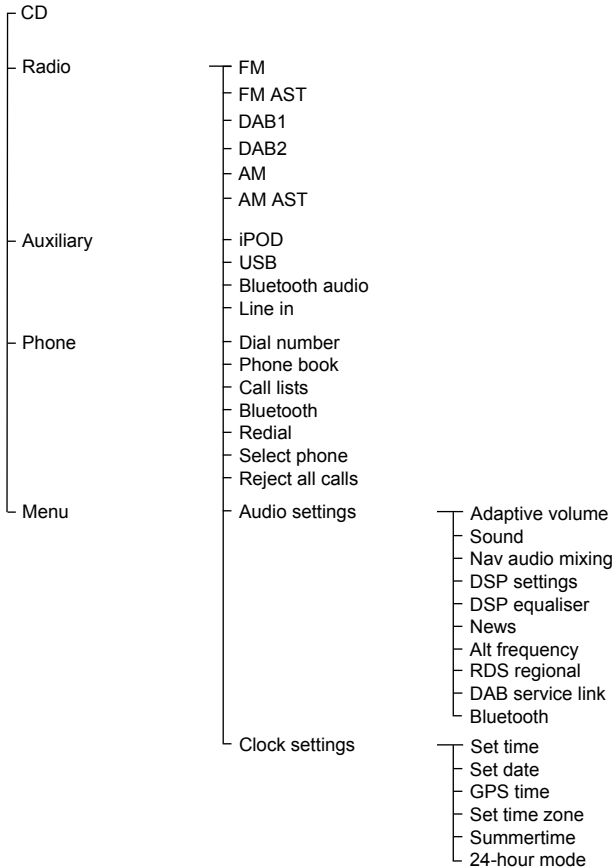 CD
Radio
FM
FM AST
DAB1
DAB2
AM
AM AST
Auxiliary
iPOD
USB
Bluetooth audio
Line in
Phone
Dial number
Phone book
Call lists
Bluetooth
Redial
Select phone
Reject all calls
Menu
Audio settings
Adaptive volume
Sound
Nav audio mixing
DSP settings
DSP equaliser
News
Alt frequency
RDS regional
DAB service link
Bluetooth
Clock settings
Set time
Set date
GPS time
Set time zone
Summertime
24-hour mode